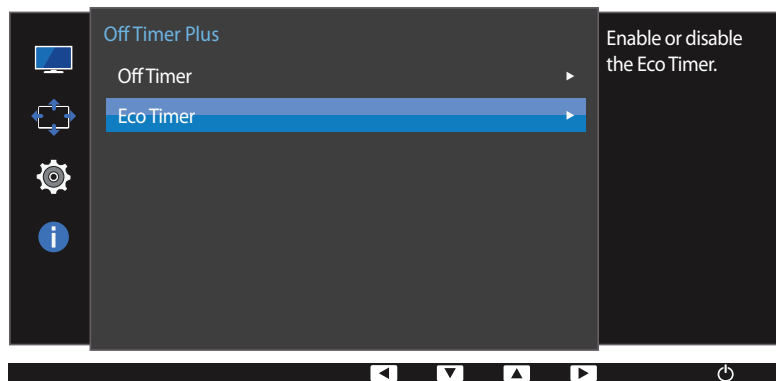 Off Timer Plus
Off Timer
Eco Timer
Enable or disable
the Eco Timer.